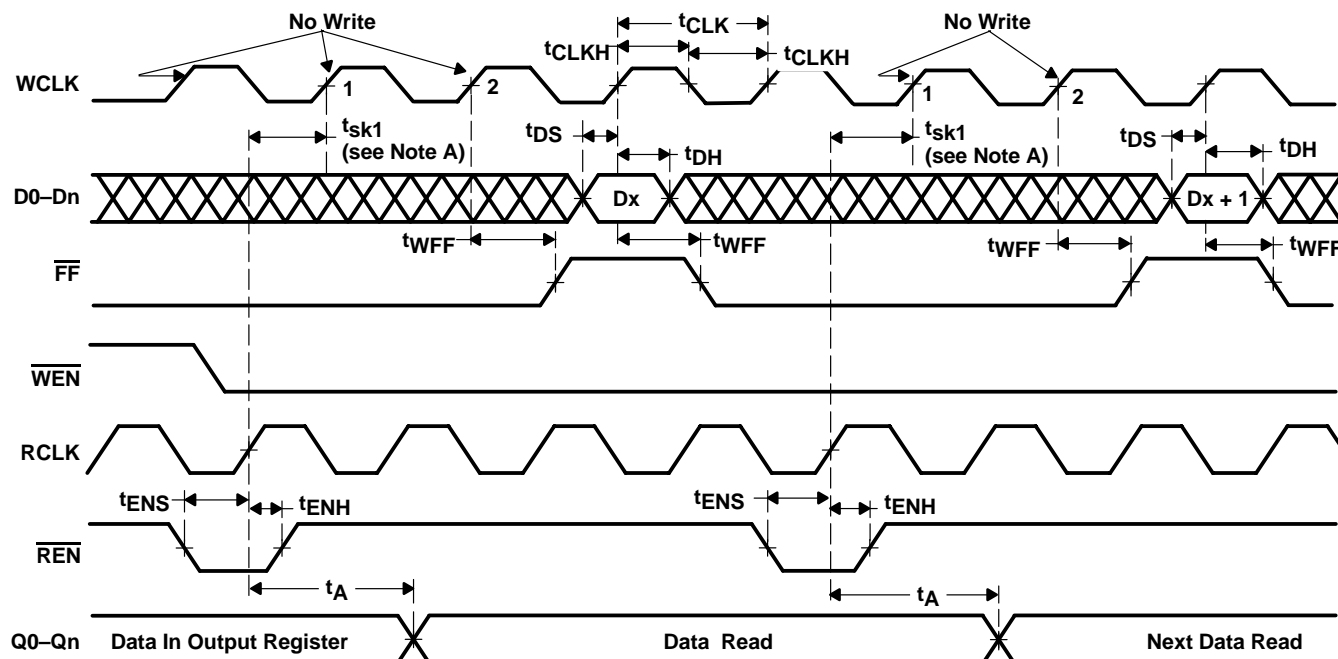 No Write
tCLK
No Write
tCLKH
tCLKH
WCLK
1
2
1
2
tsk1
(see Note A)
tDS
tDH
tsk1
(see Note A)
tDS
tDH
D0–Dn
Dx
Dx + 1
tWFF
tWFF
tWFF
tWFF
FF
WEN
RCLK
tENS
tENH
tENS
tENH
REN
tA
tA
Q0–Qn
Data In Output Register
Data Read
Next Data Read